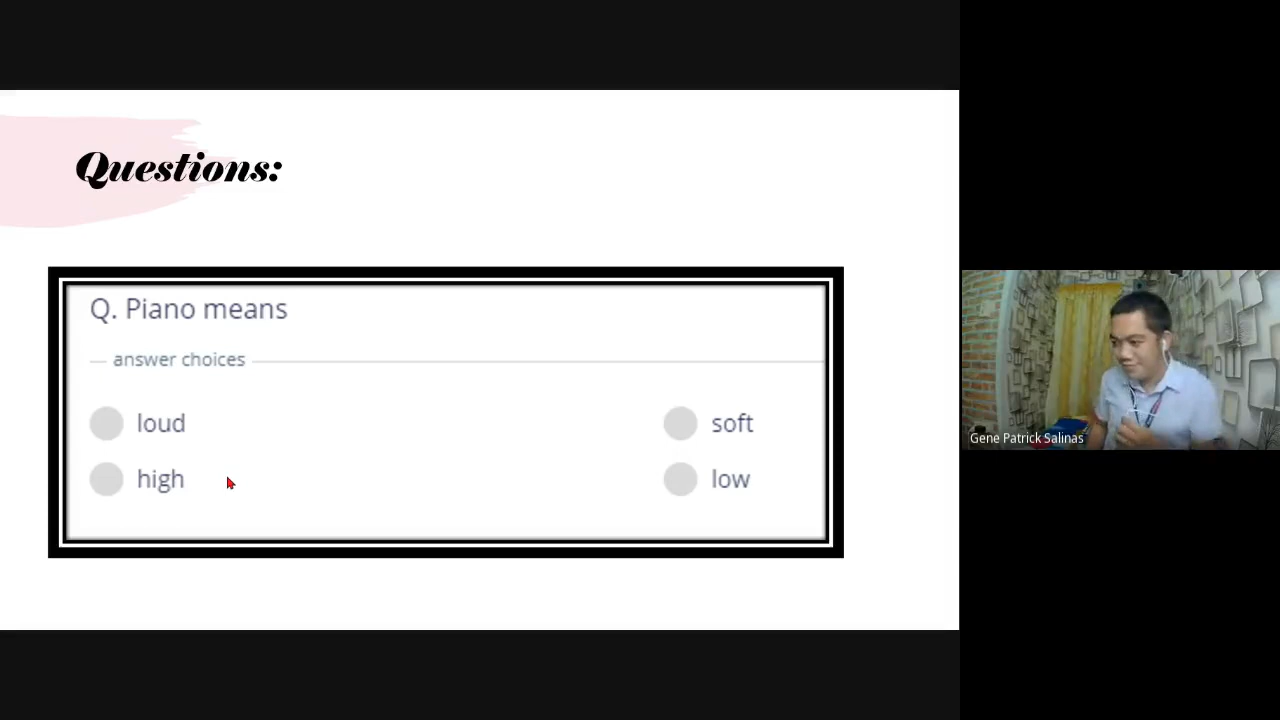 Questions:
Q. Piano means
answer choices
loud
soft
high
low
Gene Patrick Salinas